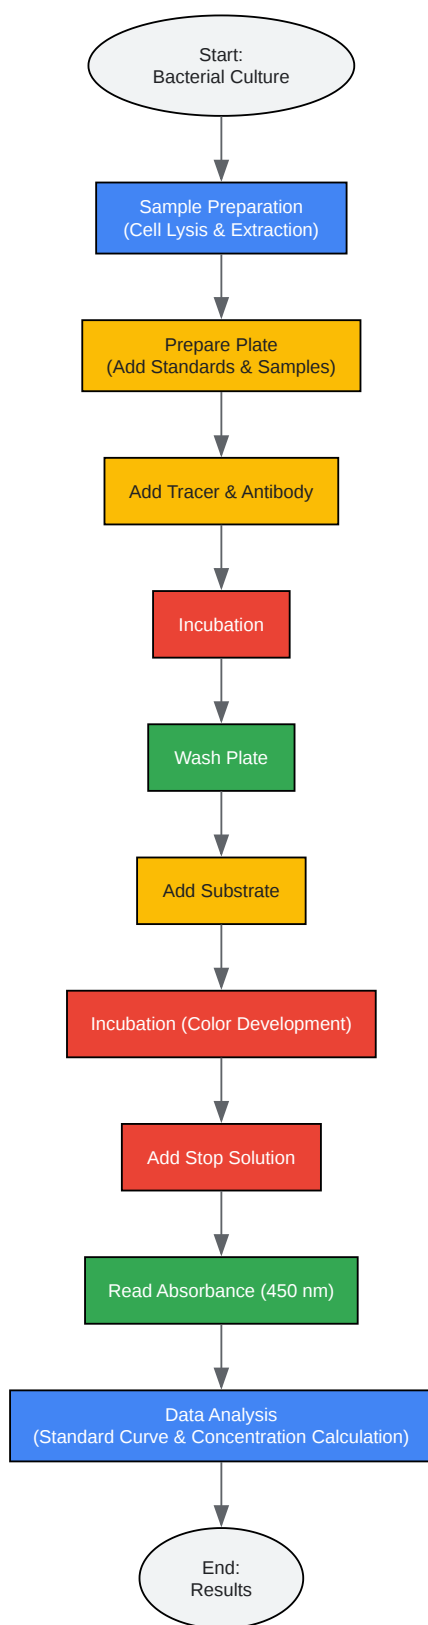 Start:
Bacterial Culture
Sample Preparation
(Cell Lysis & Extraction)
Prepare Plate
(Add Standards & Samples)
Add Tracer & Antibody
Incubation
Wash Plate
Add Substrate
Incubation (Color Development)
Add Stop Solution
Read Absorbance (450 nm)
Data Analysis
(Standard Curve & Concentration Calculation)
End:
Results